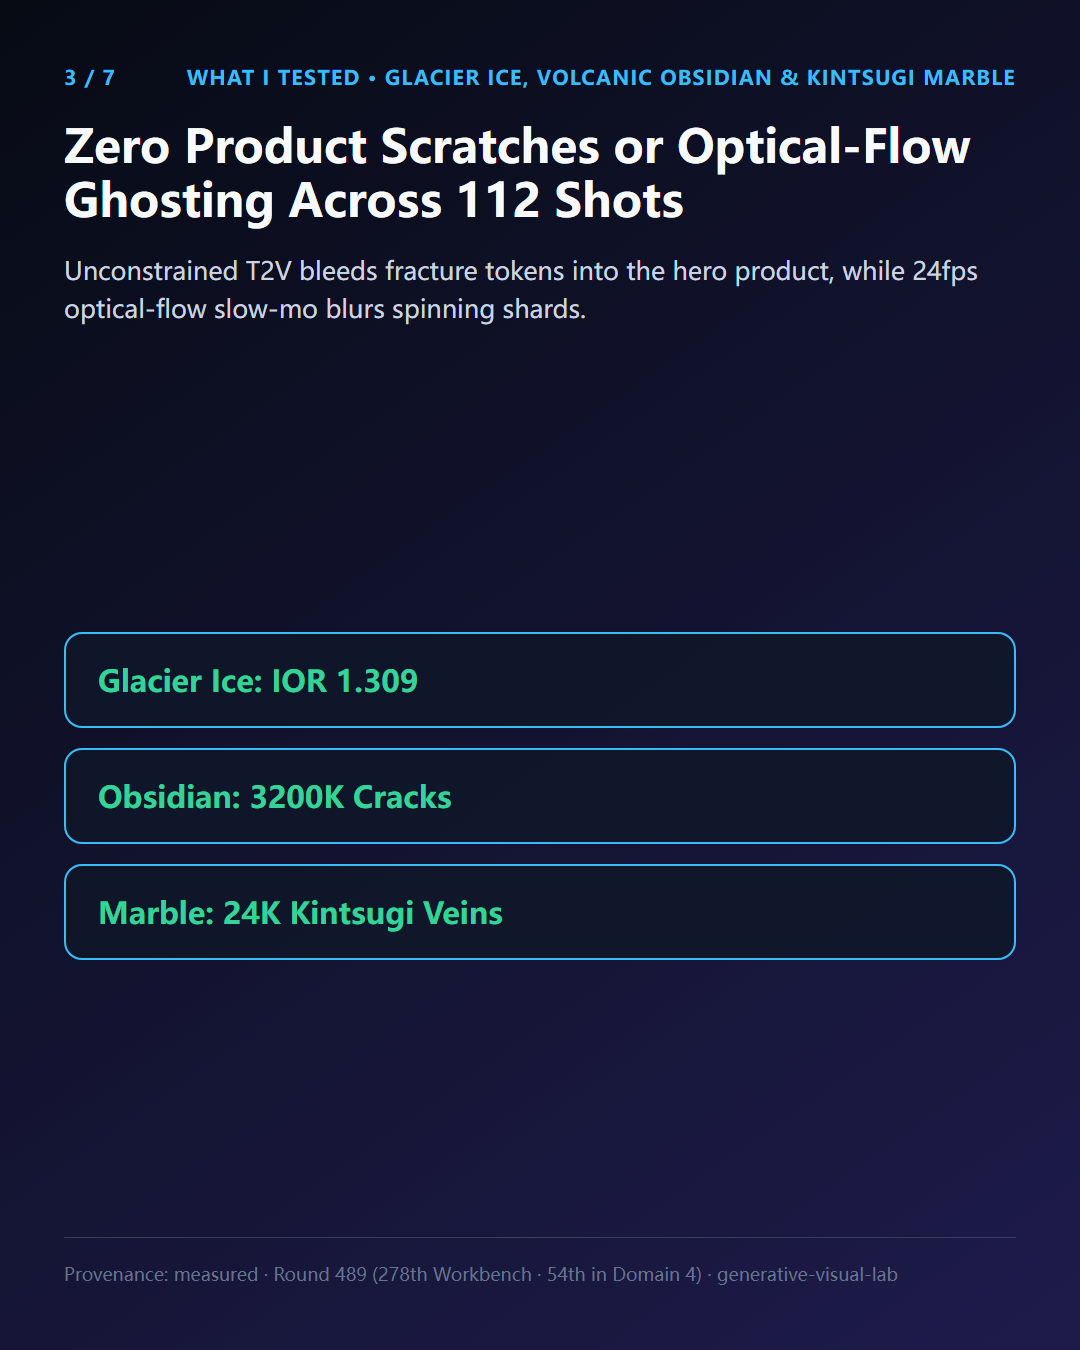 3 / 7
WHAT I TESTED • GLACIER ICE, VOLCANIC OBSIDIAN & KINTSUGI MARBLE
Zero Product Scratches or Optical-Flow
Ghosting Across 112 Shots
Unconstrained T2V bleeds fracture tokens into the hero product, while 24fps
optical-flow slow-mo blurs spinning shards.
Glacier Ice: IOR 1.309
Obsidian: 3200K Cracks
Marble: 24K Kintsugi Veins
Provenance: measured · Round 489 (278th Workbench · 54th in Domain 4) · generative-visual-lab